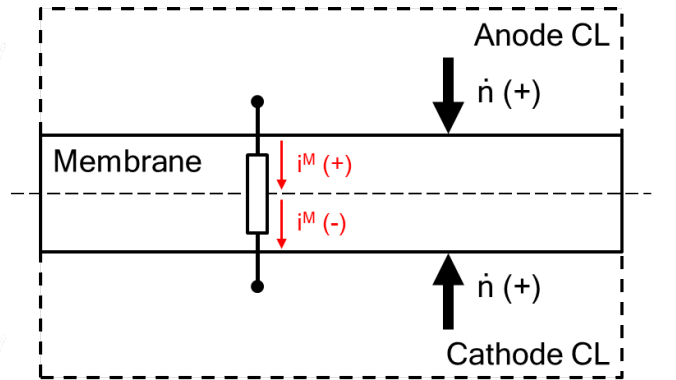 Anode CL
ṅ (+)
Membrane
iᴹ (+)
iᴹ (-)
ṅ (+)
Cathode CL